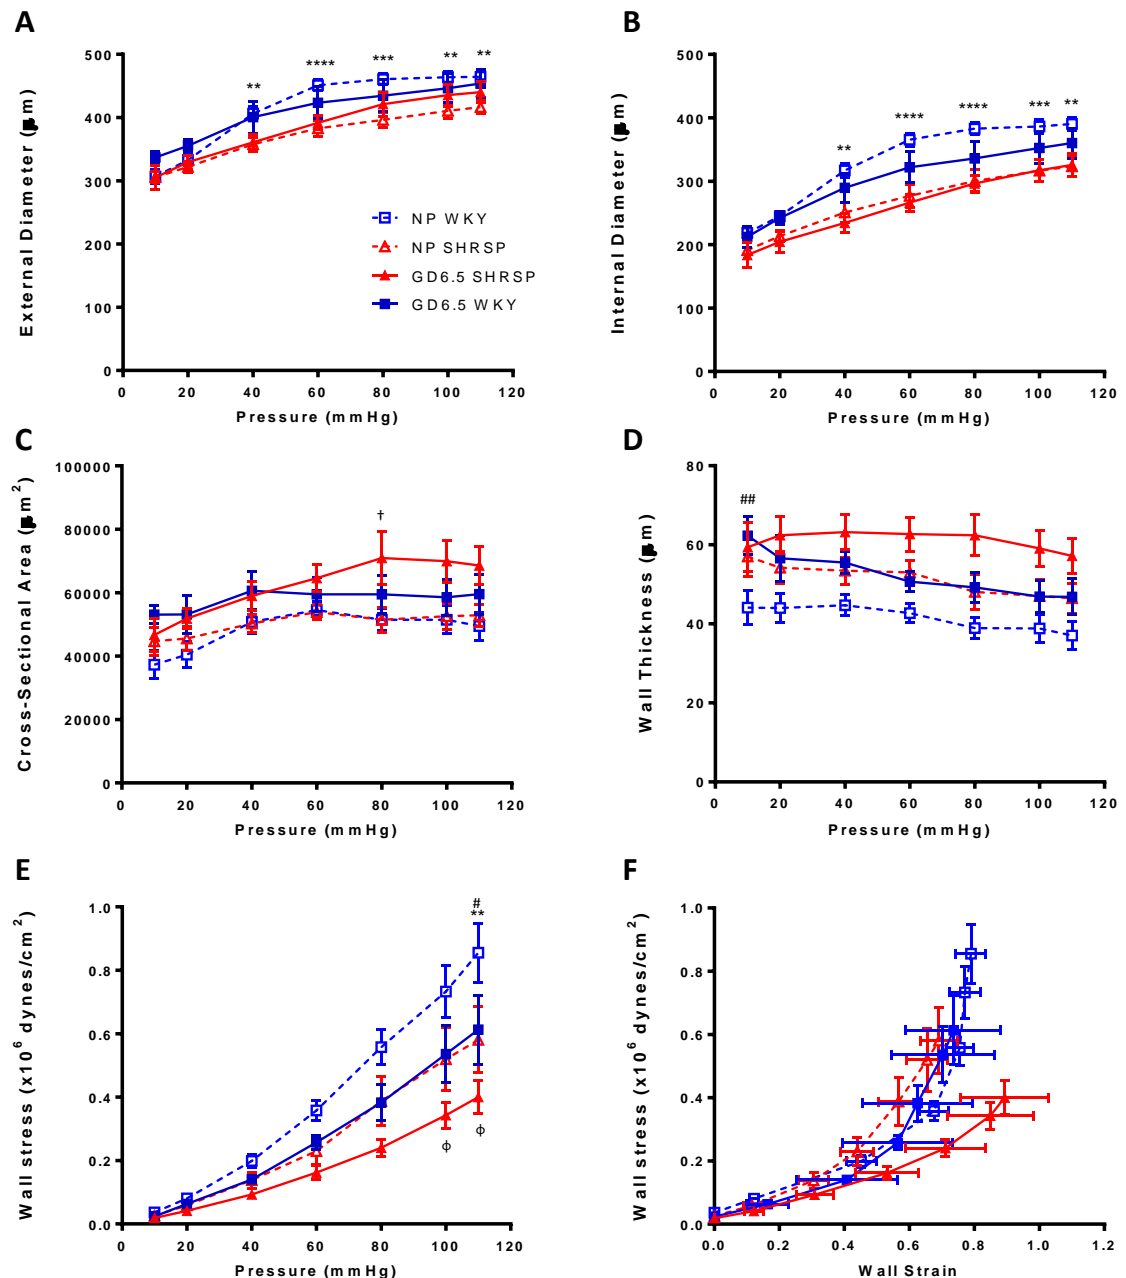 A
External Diameter (μm)
500
400
300
200
100
0
** **** *** ** **
NP WKY
NP SHRSP
GD6.5 SHRSP
GD6.5 WKY
0 20 40 60 80 100 120
Pressure (mmHg)
B
Internal Diameter (μm)
500
400
300
200
100
0
** **** **** *** **
0 20 40 60 80 100 120
Pressure (mmHg)
C
Cross-Sectional Area (μm²)
100000
80000
60000
40000
20000
0
†
0 20 40 60 80 100 120
Pressure (mmHg)
D
Wall Thickness (μm)
80
60
40
20
0
##
0 20 40 60 80 100 120
Pressure (mmHg)
E
Wall stress (x10⁶ dynes/cm²)
1.0
0.8
0.6
0.4
0.2
0.0
#
**
ϕ ϕ
0 20 40 60 80 100 120
Pressure (mmHg)
F
Wall stress (x10⁶ dynes/cm²)
1.0
0.8
0.6
0.4
0.2
0.0
0.0 0.2 0.4 0.6 0.8 1.0 1.2
Wall Strain